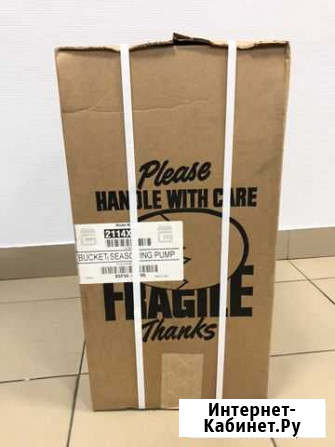 Please
HANDLE WITH CARE
2114X
BUCKET SEASONING PUMP
FRAGILE
Thanks
Интернет-
Кабинет.Ру